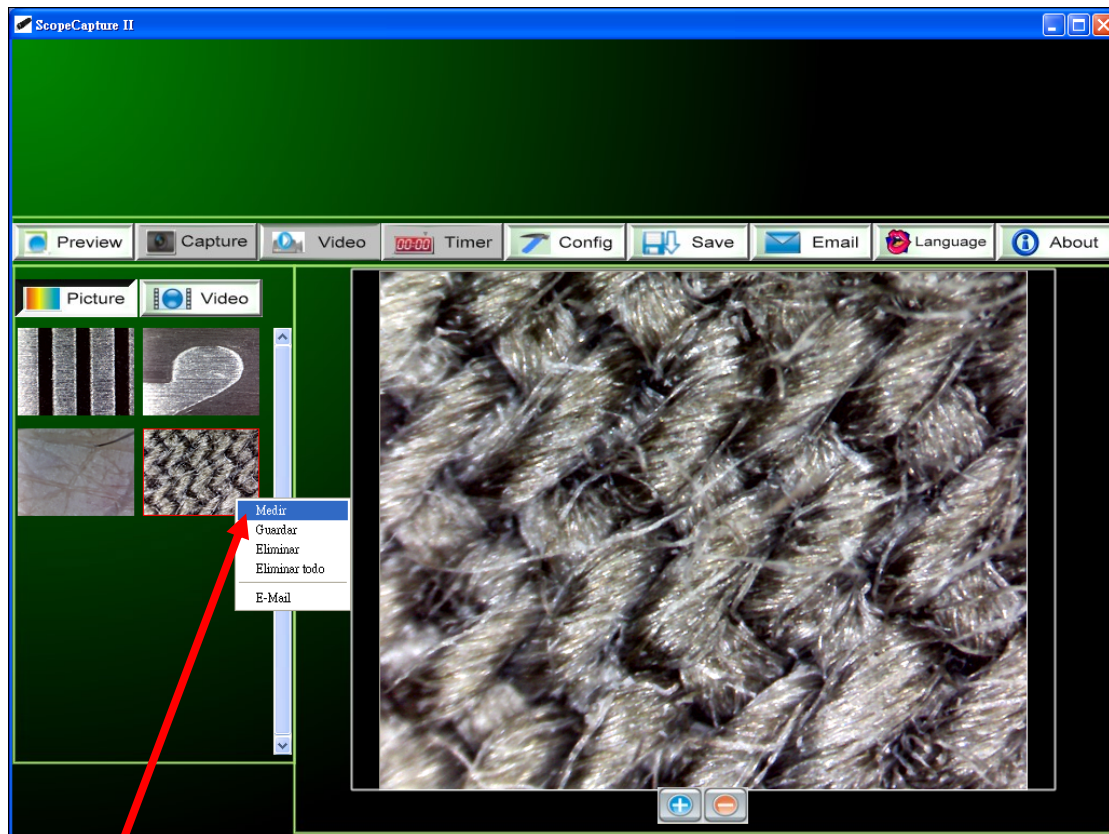 ScopeCapture II
Preview Capture Video 00:00 Timer Config Save Email Language About
Picture Video
Medir
Guardar
Eliminar
Eliminar todo
E-Mail